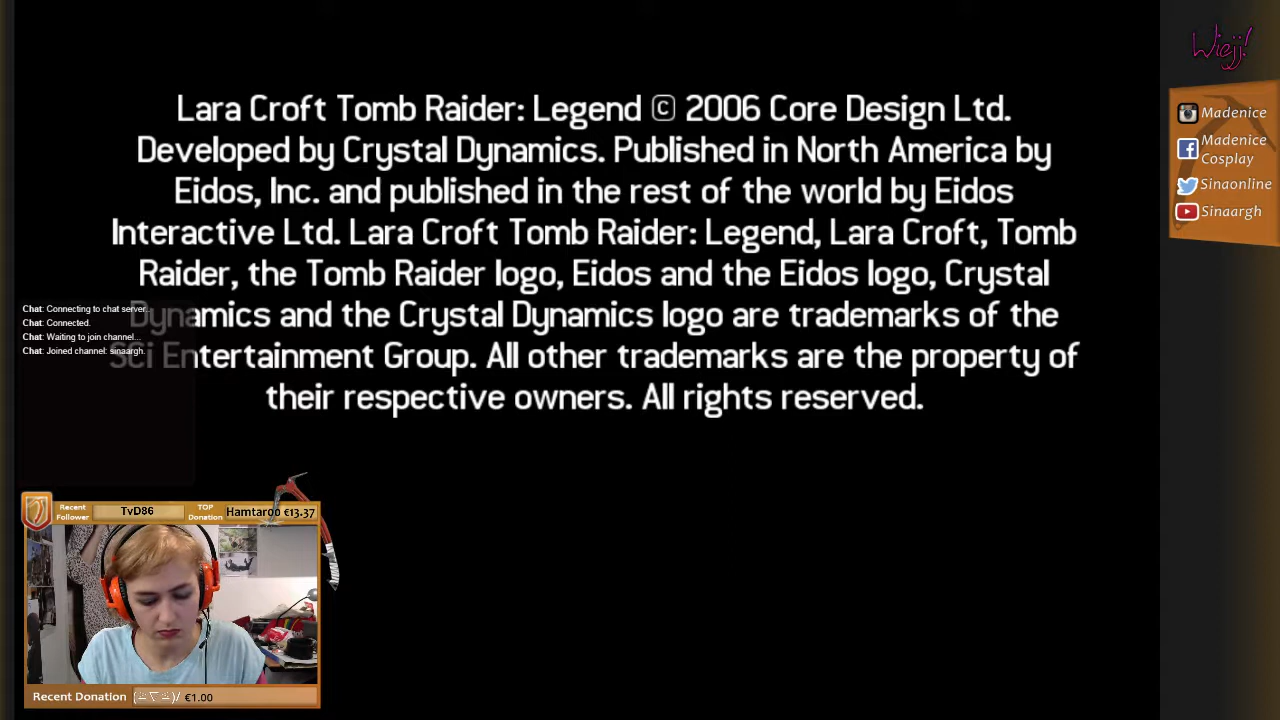 Wiejj!
Lara Croft Tomb Raider: Legend © 2006 Core Design Ltd.
Developed by Crystal Dynamics. Published in North America by
Eidos, Inc. and published in the rest of the world by Eidos
Interactive Ltd. Lara Croft Tomb Raider: Legend, Lara Croft, Tomb
Raider, the Tomb Raider logo, Eidos and the Eidos logo, Crystal
Dynamics and the Crystal Dynamics logo are trademarks of the
SCi Entertainment Group. All other trademarks are the property of
their respective owners. All rights reserved.
Madenice
Madenice
Cosplay
Sinaonline
Sinaargh
Chat: Connecting to chat server...
Chat: Connected.
Chat: Waiting to join channel...
Chat: Joined channel: sinaargh.
Recent
Follower
TvD86
TOP
Donation
Hamtaroo €13.37
Recent Donation
€1.00